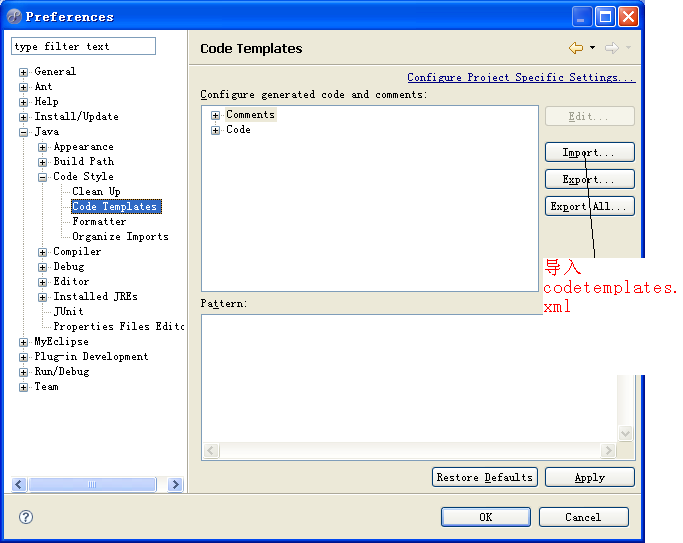 Preferences
type filter text
General
Ant
Help
Install/Update
Java
Appearance
Build Path
Code Style
Clean Up
Code Templates
Formatter
Organize Imports
Compiler
Debug
Editor
Installed JREs
JUnit
Properties Files Edito
MyEclipse
Plug-in Development
Run/Debug
Team
Code Templates
Configure Project Specific Settings...
Configure generated code and comments:
Comments
Code
Edit...
Import...
Export...
Export All...
导入
codetemplates.
xml
Pattern:
Restore Defaults
Apply
?
OK
Cancel